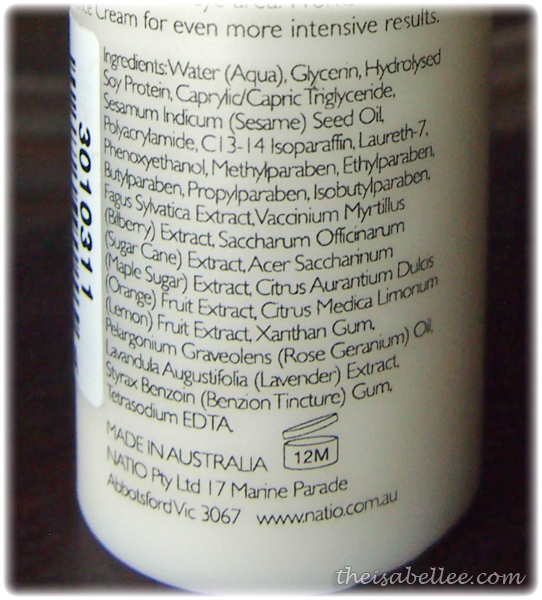 Cream for even more intensive results.
Ingredients: Water (Aqua), Glycerin, Hydrolysed
Soy Protein, Caprylic/Capric Triglyceride,
Sesamum Indicum (Sesame) Seed Oil,
Polyacrylamide, C13-14 Isoparaffin, Laureth-7,
Phenoxyethanol, Methylparaben, Ethylparaben,
Butylparaben, Propylparaben, Isobutylparaben,
Fagus Sylvatica Extract, Vaccinium Myrtillus
(Bilberry) Extract, Saccharum Officinarum
(Sugar Cane) Extract, Acer Saccharinum
(Maple Sugar) Extract, Citrus Aurantium Dulcis
(Orange) Fruit Extract, Citrus Medica Limonum
(Lemon) Fruit Extract, Xanthan Gum,
Pelargonium Graveolens (Rose Geranium) Oil,
Lavandula Augustifolia (Lavender) Extract,
Styrax Benzoin (Benzion Tincture) Gum,
Tetrasodium EDTA.
MADE IN AUSTRALIA
12M
NATIO Pty Ltd 17 Marine Parade
Abbotsford Vic 3067 www.natio.com.au
3010311
theisabellee.com